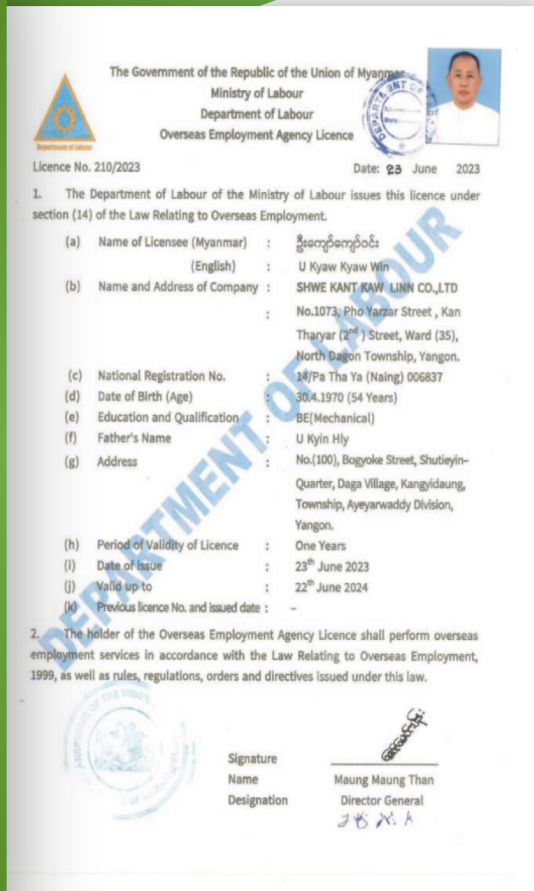 The Government of the Republic of the Union of Myanmar
Ministry of Labour
Department of Labour
Overseas Employment Agency Licence
Department of Labour
Licence No. 210/2023 Date: 23 June 2023
1. The Department of Labour of the Ministry of Labour issues this licence under
section (14) of the Law Relating to Overseas Employment.
(a) Name of Licensee (Myanmar) : ဦးကျော်ကျော်ဝင်း
(English) : U Kyaw Kyaw Win
(b) Name and Address of Company : SHWE KANT KAW LINN CO.,LTD
: No.1073, Pho Yarzar Street , Kan
Tharyar (2nd ) Street, Ward (35),
North Dagon Township, Yangon.
(c) National Registration No. : 14/Pa Tha Ya (Naing) 006837
(d) Date of Birth (Age) : 30.4.1970 (54 Years)
(e) Education and Qualification : BE(Mechanical)
(f) Father's Name : U Kyin Hly
(g) Address : No.(100), Bogyoke Street, Shutieyin-
Quarter, Daga Village, Kangyidaung,
Township, Ayeyarwaddy Division,
Yangon.
(h) Period of Validity of Licence : One Years
(i) Date of issue : 23th June 2023
(j) Valid up to : 22th June 2024
(k) Previous licence No. and issued date : -
2. The holder of the Overseas Employment Agency Licence shall perform overseas
employment services in accordance with the Law Relating to Overseas Employment,
1999, as well as rules, regulations, orders and directives issued under this law.
DEPARTMENT OF LABOUR
Signature
Name Maung Maung Than
Designation Director General